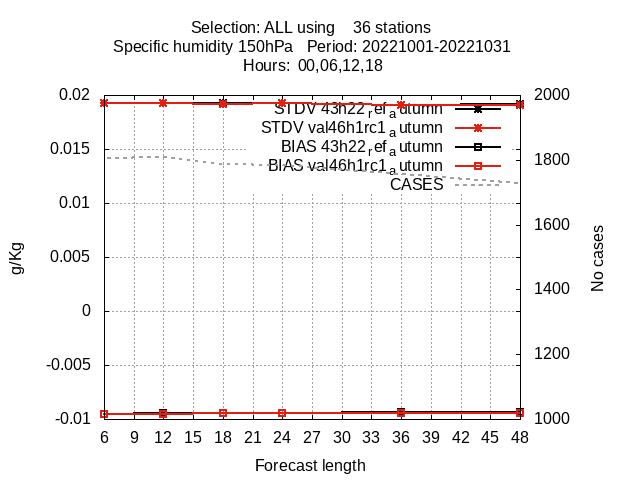 Selection: ALL using    36 stations
Specific humidity 150hPa   Period: 20221001-20221031
Hours:  00,06,12,18
0.02
0.015
0.01
0.005
0
-0.005
-0.01
g/Kg
STDV 43h22_ref_autumn
STDV val46h1rc1_autumn
BIAS 43h22_ref_autumn
BIAS val46h1rc1_autumn
CASES
2000
1800
1600
1400
1200
1000
No cases
6 9 12 15 18 21 24 27 30 33 36 39 42 45 48
Forecast length